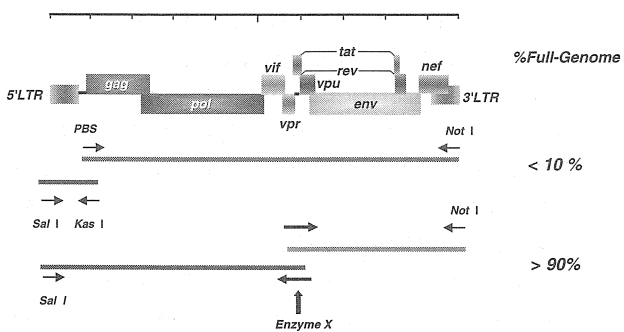 tat
%Full-Genome
vif
rev
nef
gag
vpu
5'LTR
3'LTR
pol
env
vpr
PBS
Not I
< 10 %
Sal I
Kas I
Not I
> 90%
Sal I
Enzyme X